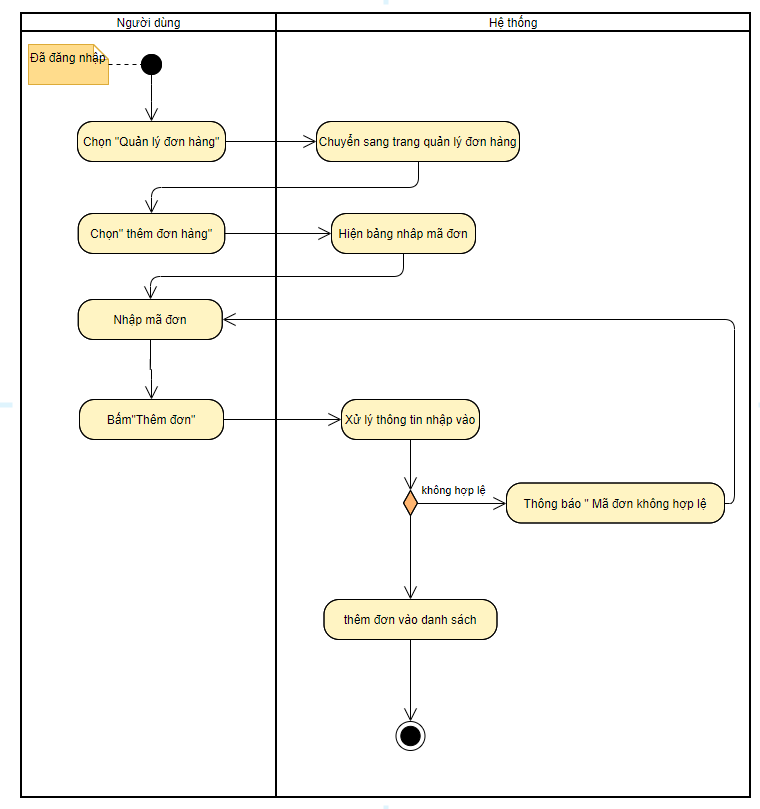 Người dùng
Hệ thống
Đã đăng nhập
Chọn "Quản lý đơn hàng"
Chuyển sang trang quản lý đơn hàng
Chọn" thêm đơn hàng"
Hiện bảng nhâp mã đơn
Nhập mã đơn
Bấm"Thêm đơn"
Xử lý thông tin nhập vào
không hợp lệ
Thông báo " Mã đơn không hợp lệ
thêm đơn vào danh sách